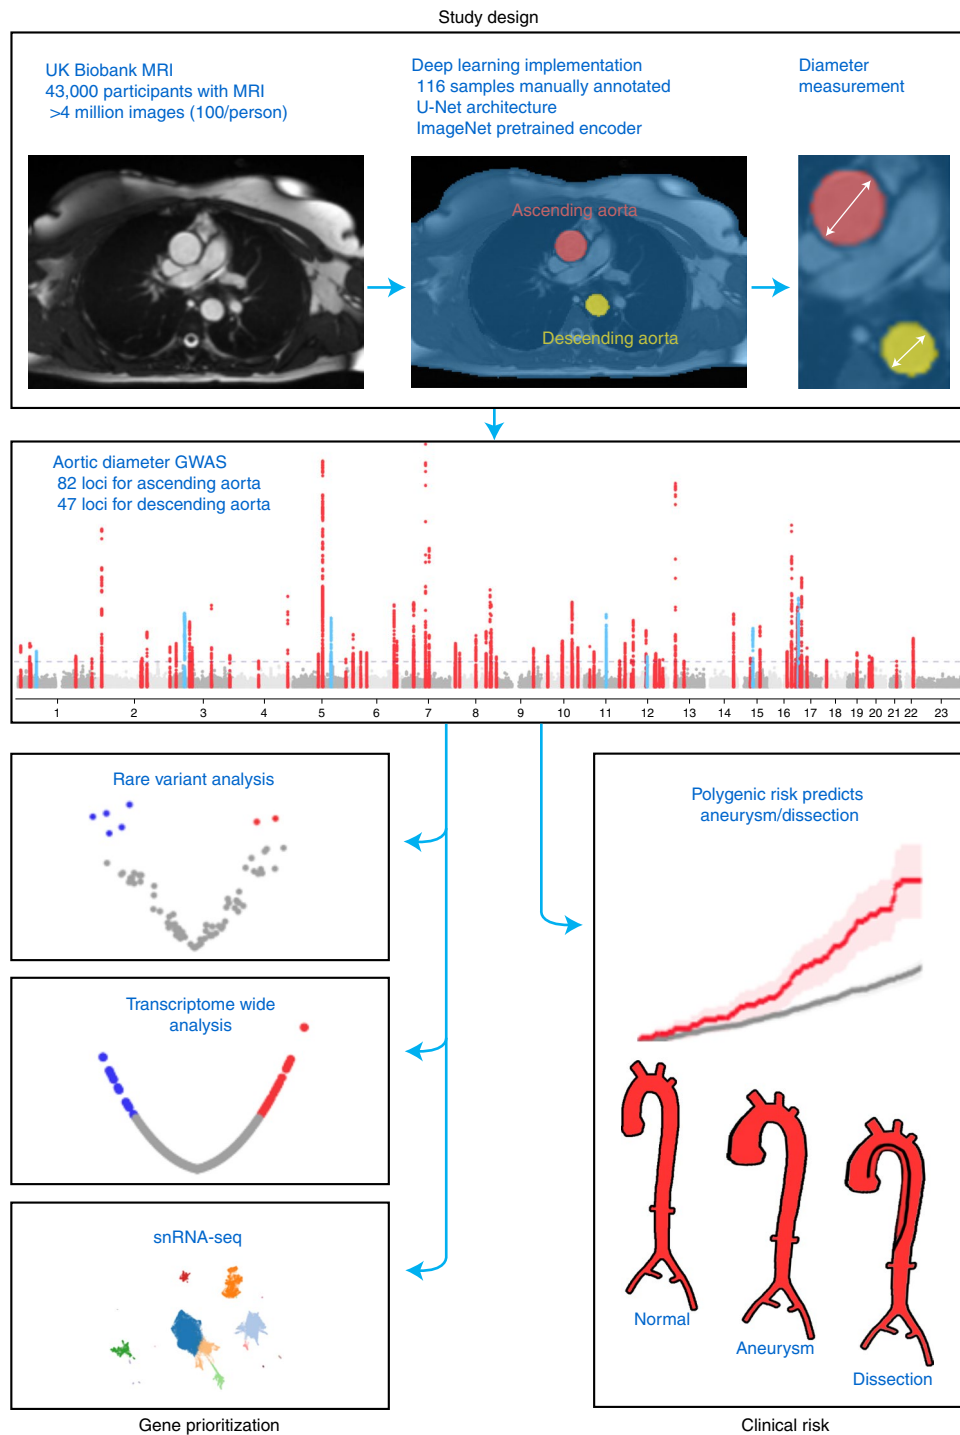 Study design
UK Biobank MRI
43,000 participants with MRI
>4 million images (100/person)
Deep learning implementation
116 samples manually annotated
U-Net architecture
ImageNet pretrained encoder
Diameter
measurement
Ascending aorta
Descending aorta
Aortic diameter GWAS
82 loci for ascending aorta
47 loci for descending aorta
1 2 3 4 5 6 7 8 9 10 11 12 13 14 15 16 17 18 19 20 21 22 23
Rare variant analysis
Transcriptome wide
analysis
snRNA-seq
Gene prioritization
Polygenic risk predicts
aneurysm/dissection
Normal
Aneurysm
Dissection
Clinical risk